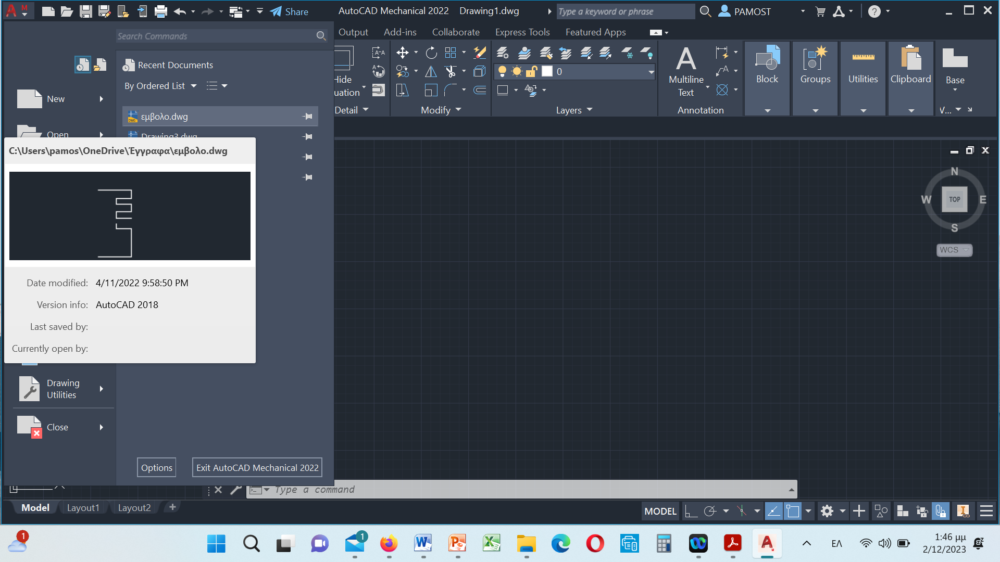 A M
Share
AutoCAD Mechanical 2022 Drawing1.dwg
Type a keyword or phrase
PAMOST
Search Commands
Output Add-ins Collaborate Express Tools Featured Apps
Recent Documents
By Ordered List
New
Open
εμβολο.dwg
Drawing3.dwg
C:\Users\pamos\OneDrive\Έγγραφα\εμβολο.dwg
Date modified: 4/11/2022 9:58:50 PM
Version info: AutoCAD 2018
Last saved by:
Currently open by:
Drawing
Utilities
Close
Options
Exit AutoCAD Mechanical 2022
Hide
uation
Detail
Modify
0
Layers
A
Multiline
Text
Annotation
Block
Groups
Utilities
Clipboard
Base
V...
N
W TOP E
S
WCS
Type a command
Model Layout1 Layout2 +
MODEL
1
1
ΕΛ
1:46 μμ
2/12/2023